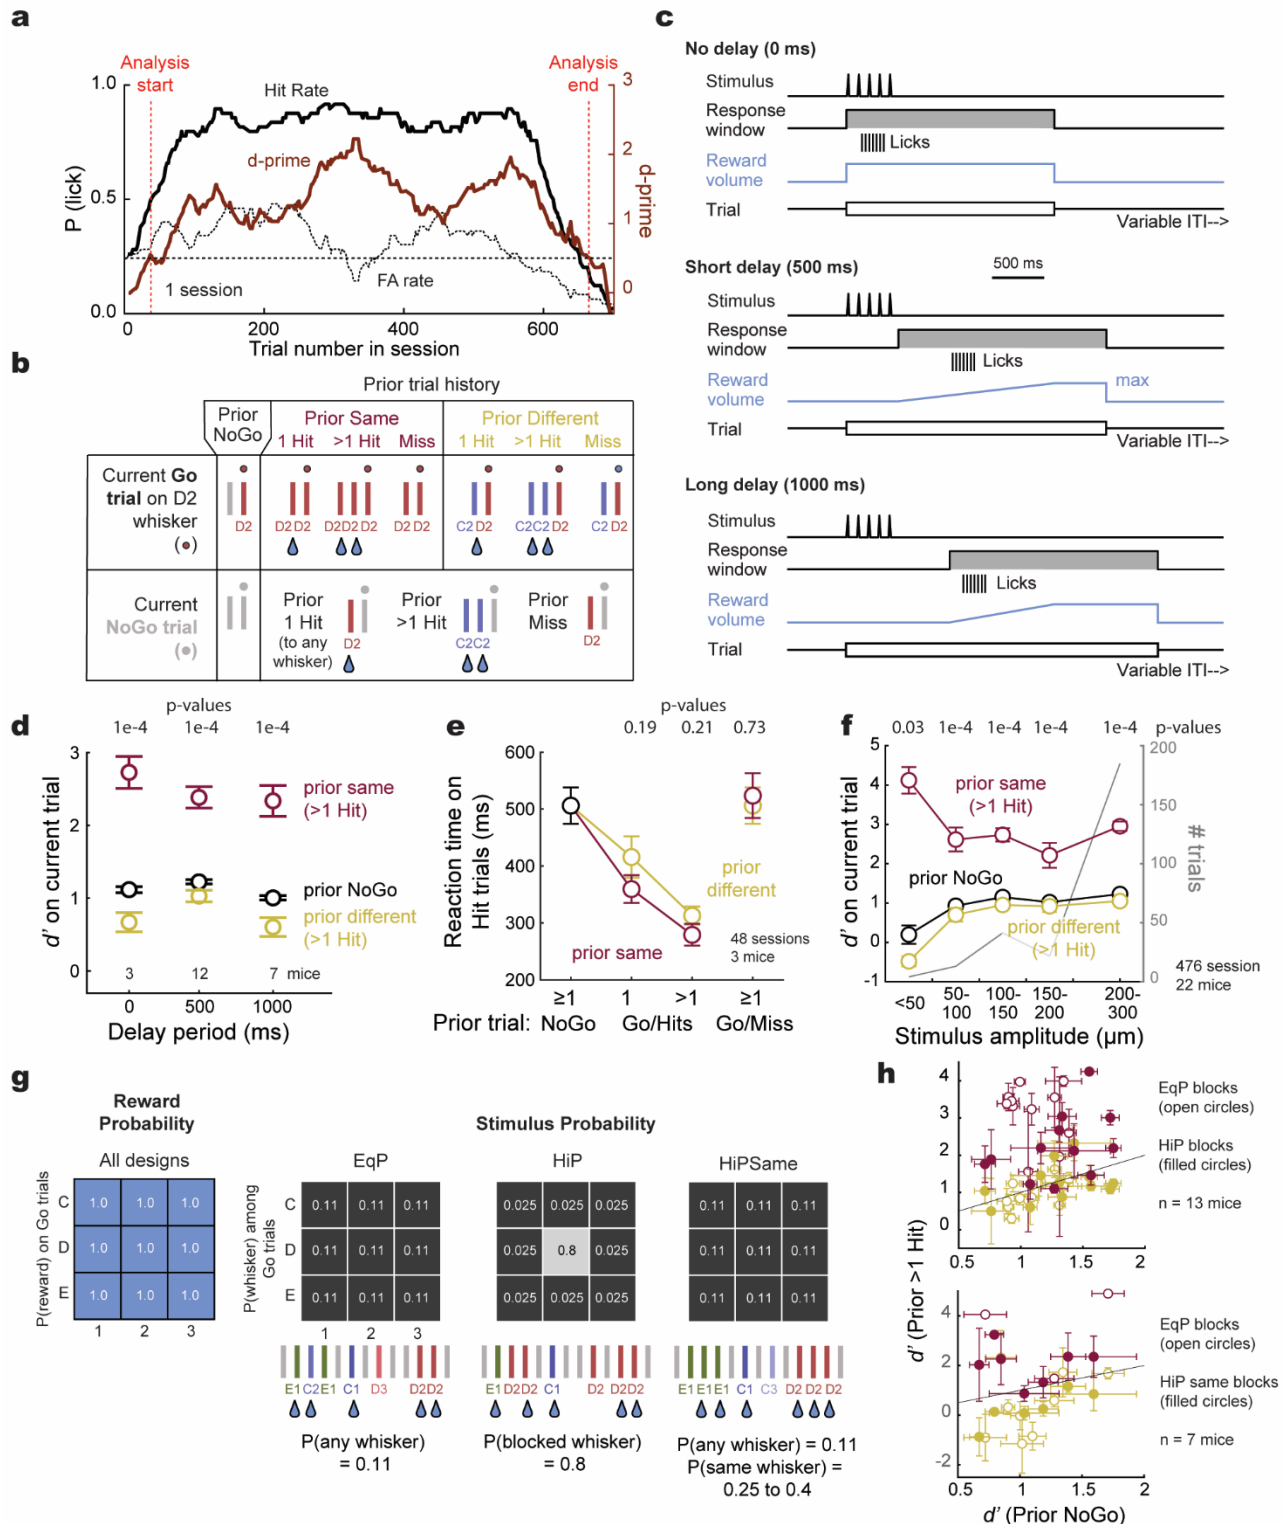 a
Analysis start
Analysis end
1.0
0.5
0.0
P (lick)
Hit Rate
d-prime
FA rate
1 session
3
2
1
0
d-prime
0
200
400
600
Trial number in session
b
Prior trial history
Prior NoGo
Prior Same
1 Hit >1 Hit Miss
Prior Different
1 Hit >1 Hit Miss
Current Go trial on D2 whisker (•)
D2
D2 D2
D2 D2 D2
D2 D2
C2 D2
C2 C2 D2
C2 D2
Current NoGo trial (•)
Prior 1 Hit (to any whisker)
D2
Prior >1 Hit
C2 C2
Prior Miss
D2
c
No delay (0 ms)
Stimulus
Response window
Licks
Reward volume
Trial
Variable ITI-->
Short delay (500 ms)
500 ms
Stimulus
Response window
Licks
Reward volume
max
Trial
Variable ITI-->
Long delay (1000 ms)
Stimulus
Response window
Licks
Reward volume
Trial
Variable ITI-->
d
p-values
1e-4 1e-4 1e-4
d' on current trial
3
2
1
0
prior same (>1 Hit)
prior NoGo
prior different (>1 Hit)
3 12 7 mice
0 500 1000
Delay period (ms)
e
p-values
0.19 0.21 0.73
Reaction time on Hit trials (ms)
600
500
400
300
200
prior different
prior same
48 sessions
3 mice
≥1 1 >1 ≥1
Prior trial: NoGo Go/Hits Go/Miss
f
0.03 1e-4 1e-4 1e-4 1e-4 p-values
d' on current trial
5
4
3
2
1
0
-1
prior same (>1 Hit)
prior NoGo
prior different (>1 Hit)
200
150
100
50
0
# trials
476 session
22 mice
<50 50-100 100-150 150-200 200-300
Stimulus amplitude (μm)
g
Reward Probability
Stimulus Probability
All designs
EqP
HiP
HiPSame
P(reward) on Go trials
C
D
E
1.0 1.0 1.0
1.0 1.0 1.0
1.0 1.0 1.0
1 2 3
P(whisker) among Go trials
C
D
E
0.11 0.11 0.11
0.11 0.11 0.11
0.11 0.11 0.11
1 2 3
0.025 0.025 0.025
0.025 0.8 0.025
0.025 0.025 0.025
0.11 0.11 0.11
0.11 0.11 0.11
0.11 0.11 0.11
E1 C2 E1 C1 D3 D2 D2
E1 D2 D2 C1 D2 D2 D2
E1 E1 E1 C1 C3 D2 D2 D2
P(any whisker) = 0.11
P(blocked whisker) = 0.8
P(any whisker) = 0.11
P(same whisker) = 0.25 to 0.4
h
d' (Prior >1 Hit)
4
3
2
1
0
0.5 1 1.5 2
EqP blocks (open circles)
HiP blocks (filled circles)
n = 13 mice
4
2
0
-2
0.5 1 1.5 2
EqP blocks (open circles)
HiP same blocks (filled circles)
n = 7 mice
d' (Prior NoGo)